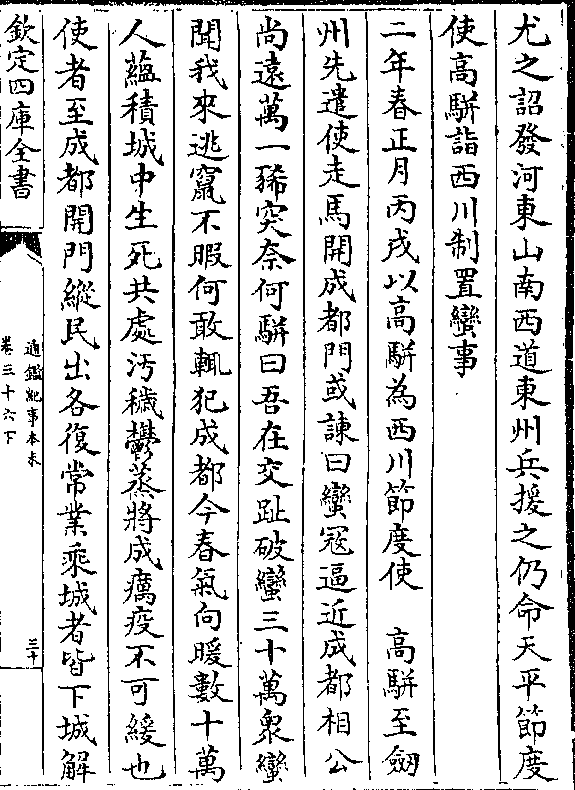 尤之詔發河東山南西道東州兵援之仍命天平節度
使高駢詣西川制置蠻事
二年春正月丙戌以高駢為西川節度使　高駢至劔
州先遣使走馬開成都門或諫曰蠻冦逼近成都相公
尚遠萬一豨突奈何駢曰吾在交趾破蠻三十萬衆蠻
聞我來逃竄不暇何敢輒犯成都今春氣向暖數十萬
人蘊積城中生死共處汚穢鬱蒸將成癘疫不可緩也
使者至成都開門縱民出各復常業乘城者皆下城解
欽定四庫全書
通鑑紀事本末
卷三十六下
三十